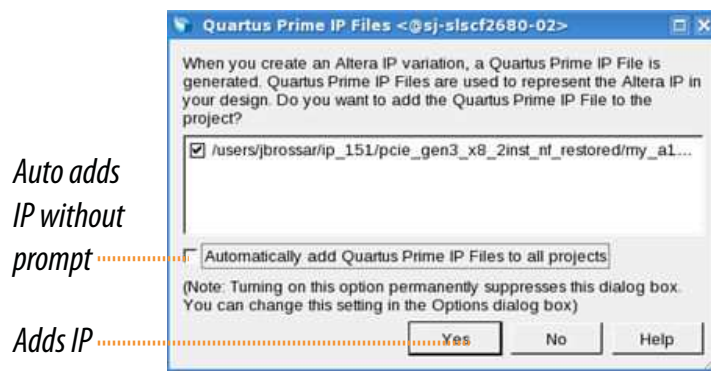 Quartus Prime IP Files <@sj-slscf2680-02>
When you create an Altera IP variation, a Quartus Prime IP File is
generated. Quartus Prime IP Files are used to represent the Altera IP in
your design. Do you want to add the Quartus Prime IP File to the
project?
/users/jbrossar/ip_151/pcie_gen3_x8_2inst_nf_restored/my_a1...
Auto adds
IP without
prompt
Automatically add Quartus Prime IP Files to all projects
(Note: Turning on this option permanently suppresses this dialog box.
You can change this setting in the Options dialog box)
Adds IP
Yes No Help